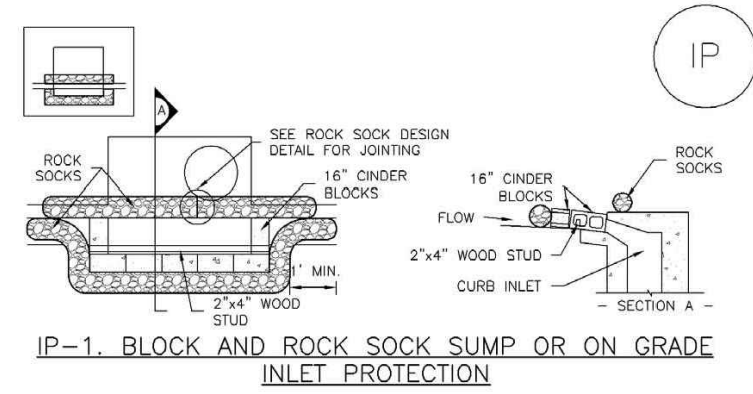 IP
A
SEE ROCK SOCK DESIGN
DETAIL FOR JOINTING
ROCK
SOCKS
16" CINDER
BLOCKS
1' MIN.
2"x4" WOOD
STUD
ROCK
SOCKS
16" CINDER
BLOCKS
FLOW
2"x4" WOOD STUD
CURB INLET
SECTION A
IP-1. BLOCK AND ROCK SOCK SUMP OR ON GRADE
INLET PROTECTION